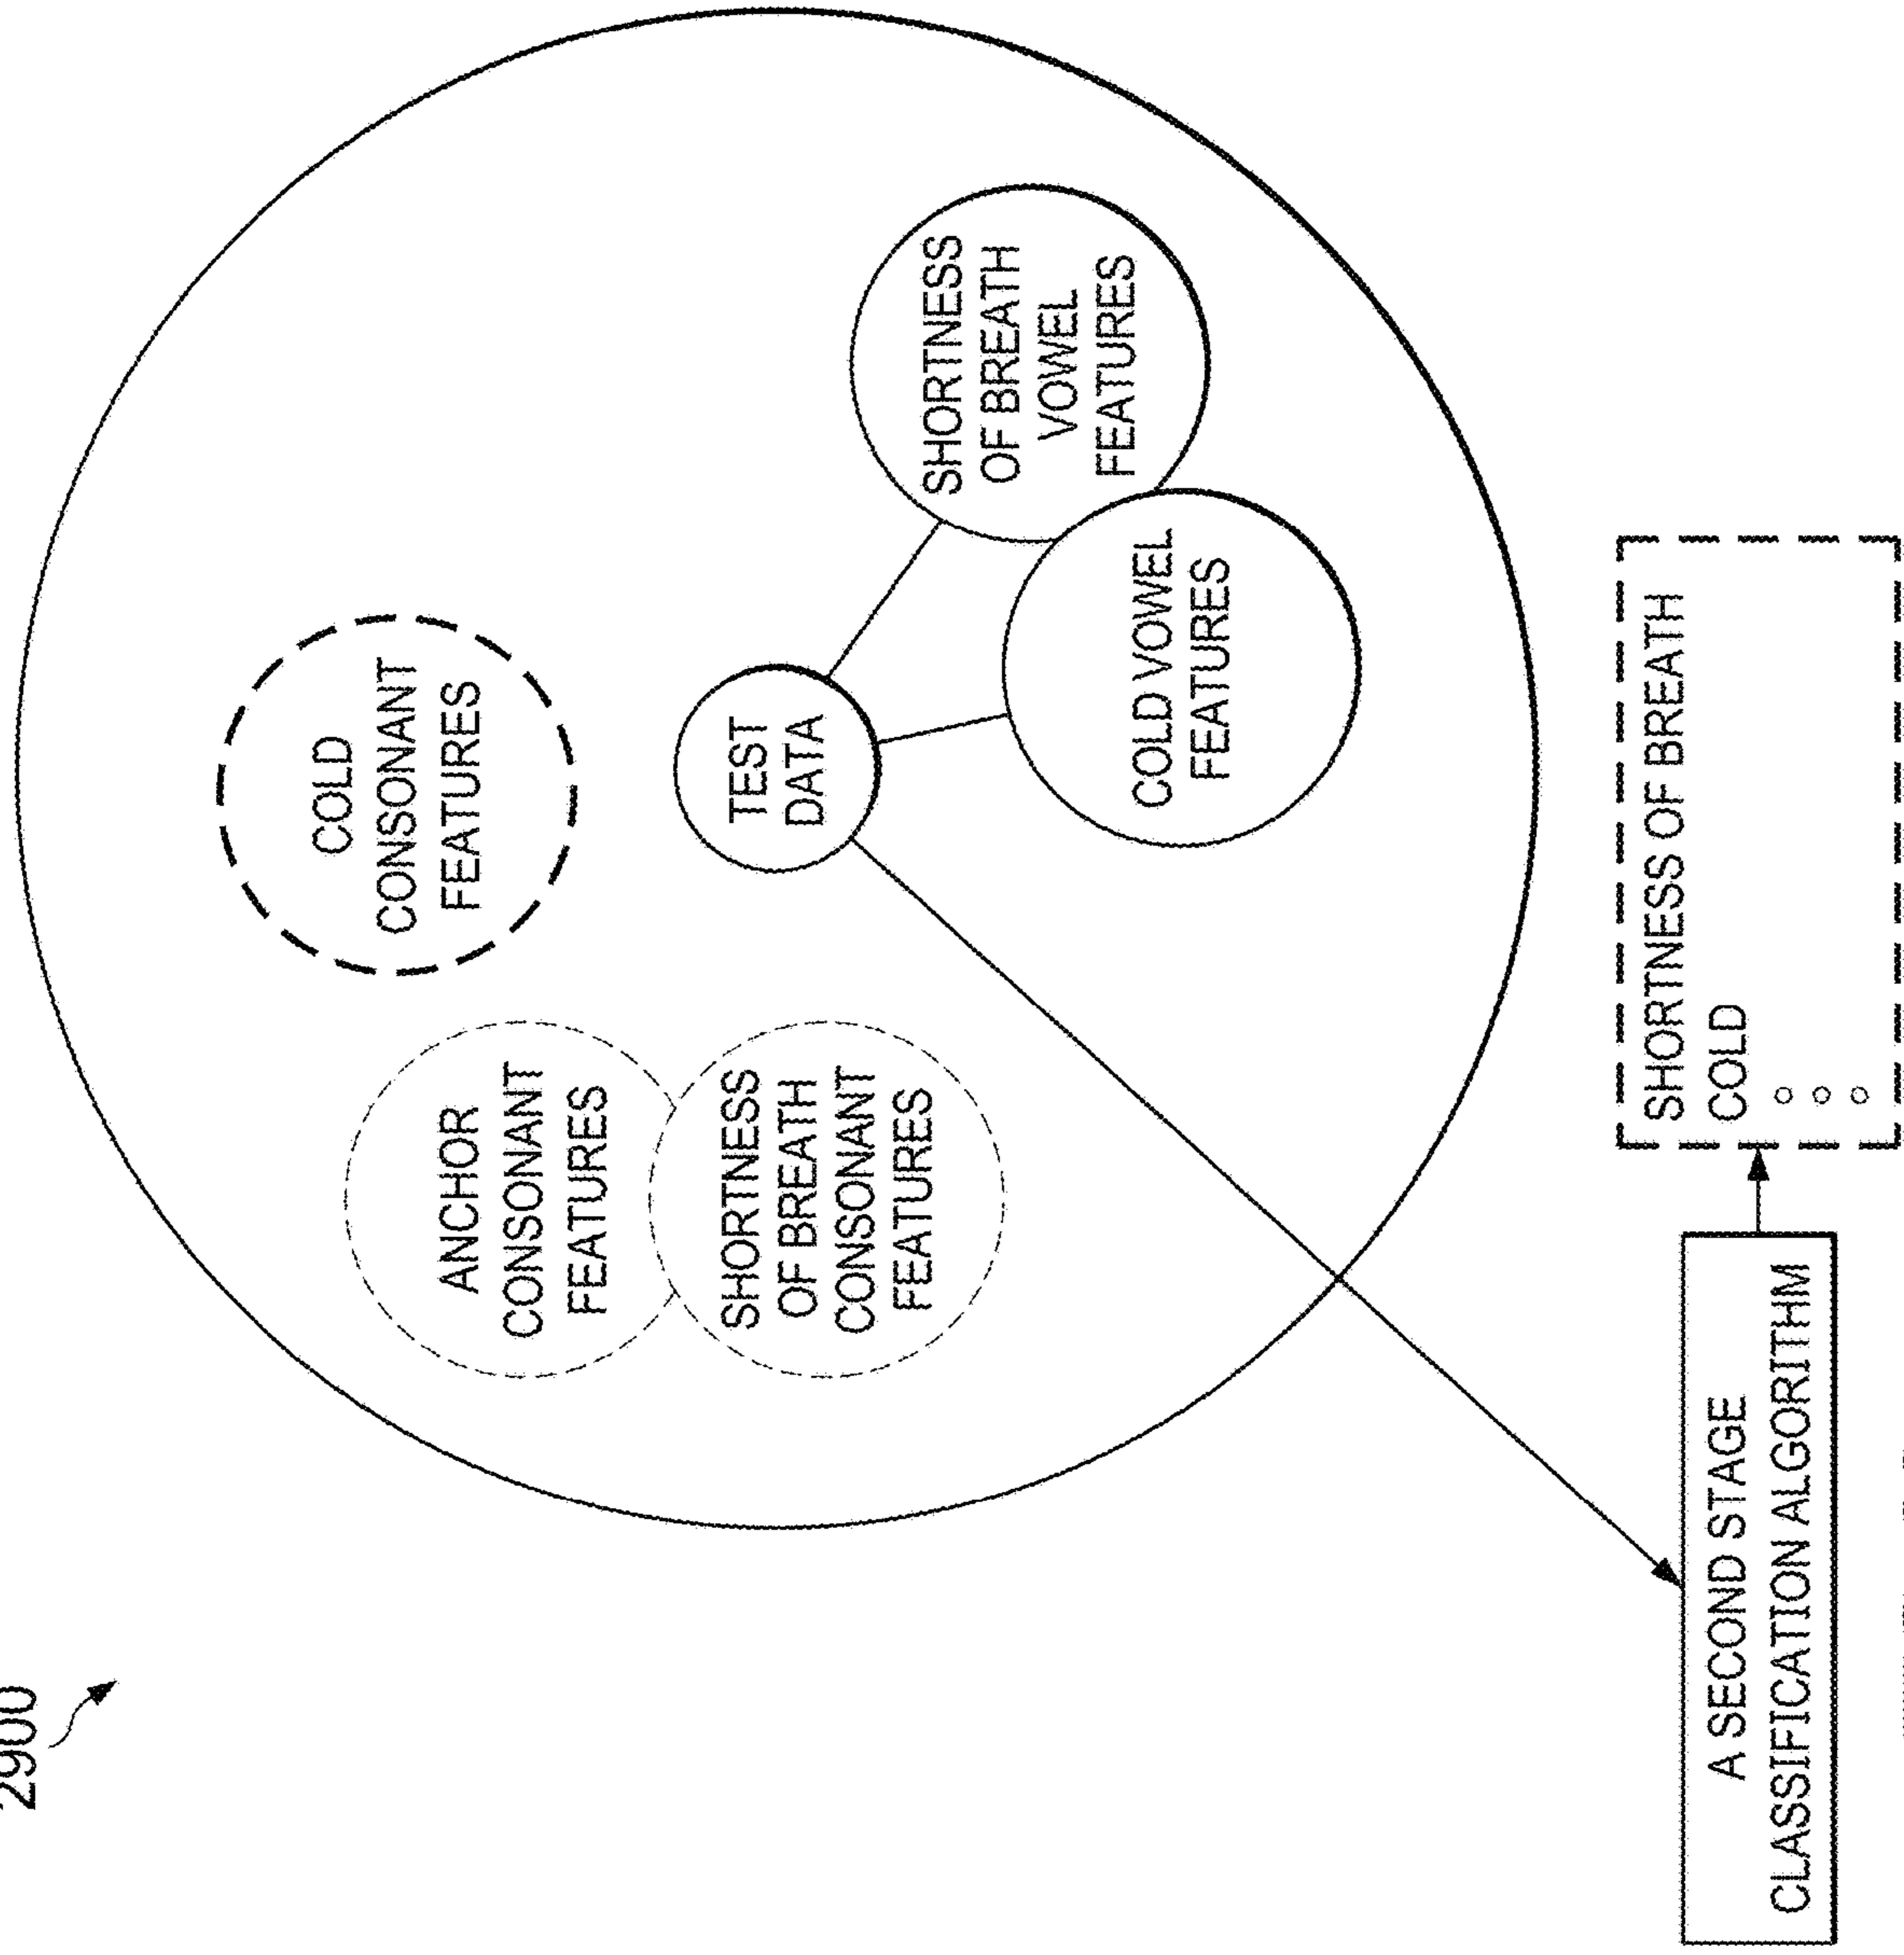 2900
COLD
CONSONANT
FEATURES
ANCHOR
CONSONANT
FEATURES
SHORTNESS
OF BREATH
CONSONANT
FEATURES
TEST
DATA
SHORTNESS
OF BREATH
VOWEL
FEATURES
COLD VOWEL
FEATURES
A SECOND STAGE
CLASSIFICATION ALGORITHM
SHORTNESS OF BREATH
COLD